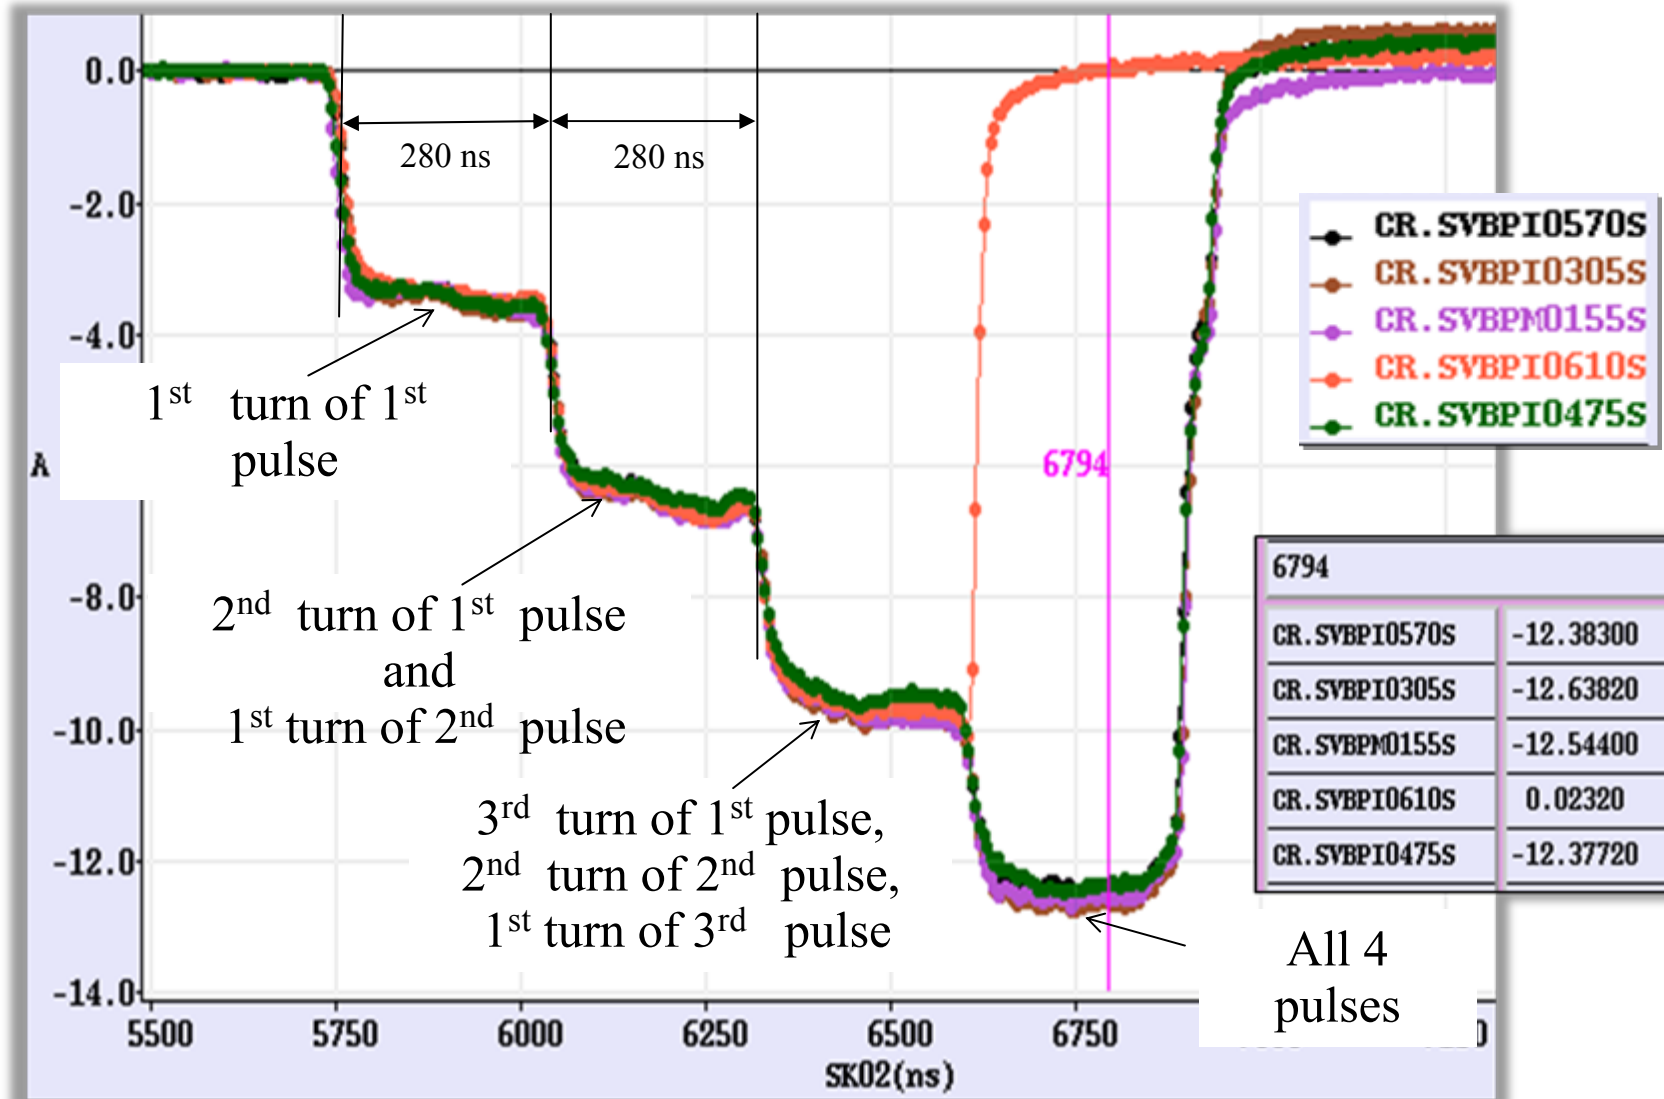 0.0
-2.0
-4.0
A
-8.0
-10.0
-12.0
-14.0
280 ns
280 ns
1st turn of 1st
pulse
2nd turn of 1st pulse
and
1st turn of 2nd pulse
3rd turn of 1st pulse,
2nd turn of 2nd pulse,
1st turn of 3rd pulse
6794
All 4
pulses
CR.SVBPI0570S
CR.SVBPI0305S
CR.SVBPM0155S
CR.SVBPI0610S
CR.SVBPI0475S
6794
CR.SVBPI0570S -12.38300
CR.SVBPI0305S -12.63820
CR.SVBPM0155S -12.54400
CR.SVBPI0610S 0.02320
CR.SVBPI0475S -12.37720
5500 5750 6000 6250 6500 6750
SK02(ns)